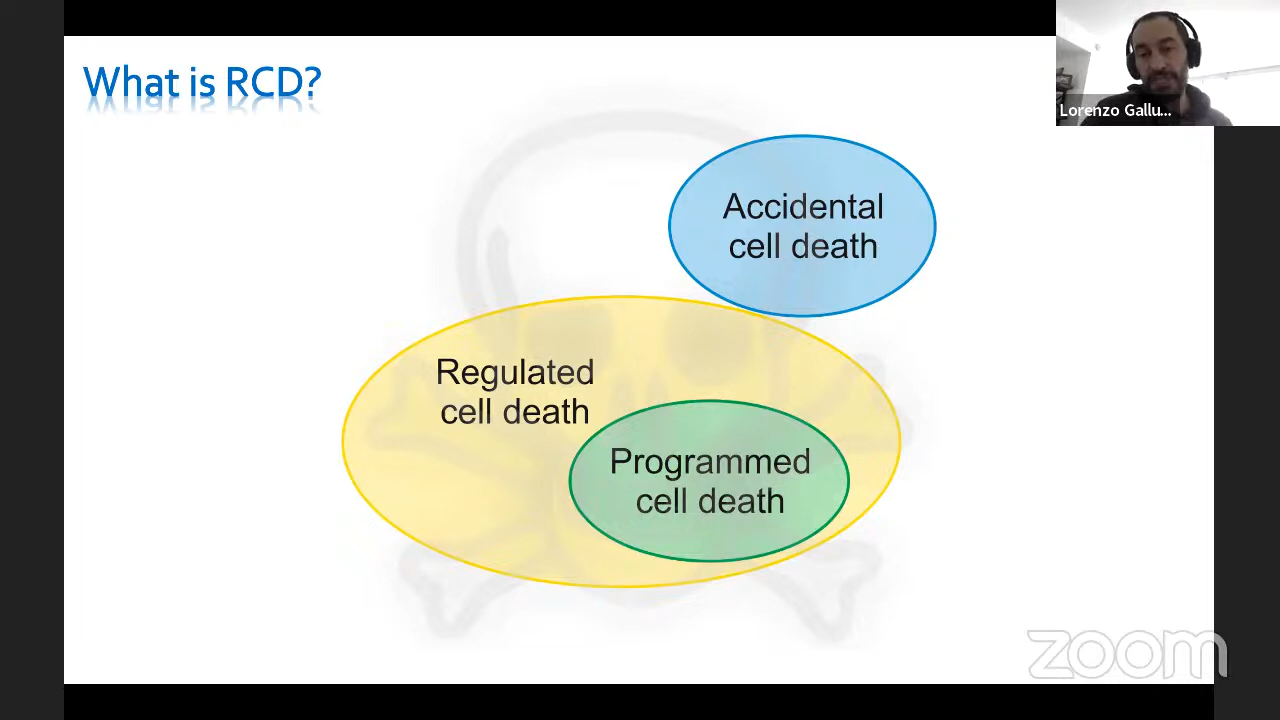 What is RCD?
Lorenzo Gallu...
Accidental
cell death
Regulated
cell death
Programmed
cell death
zoom